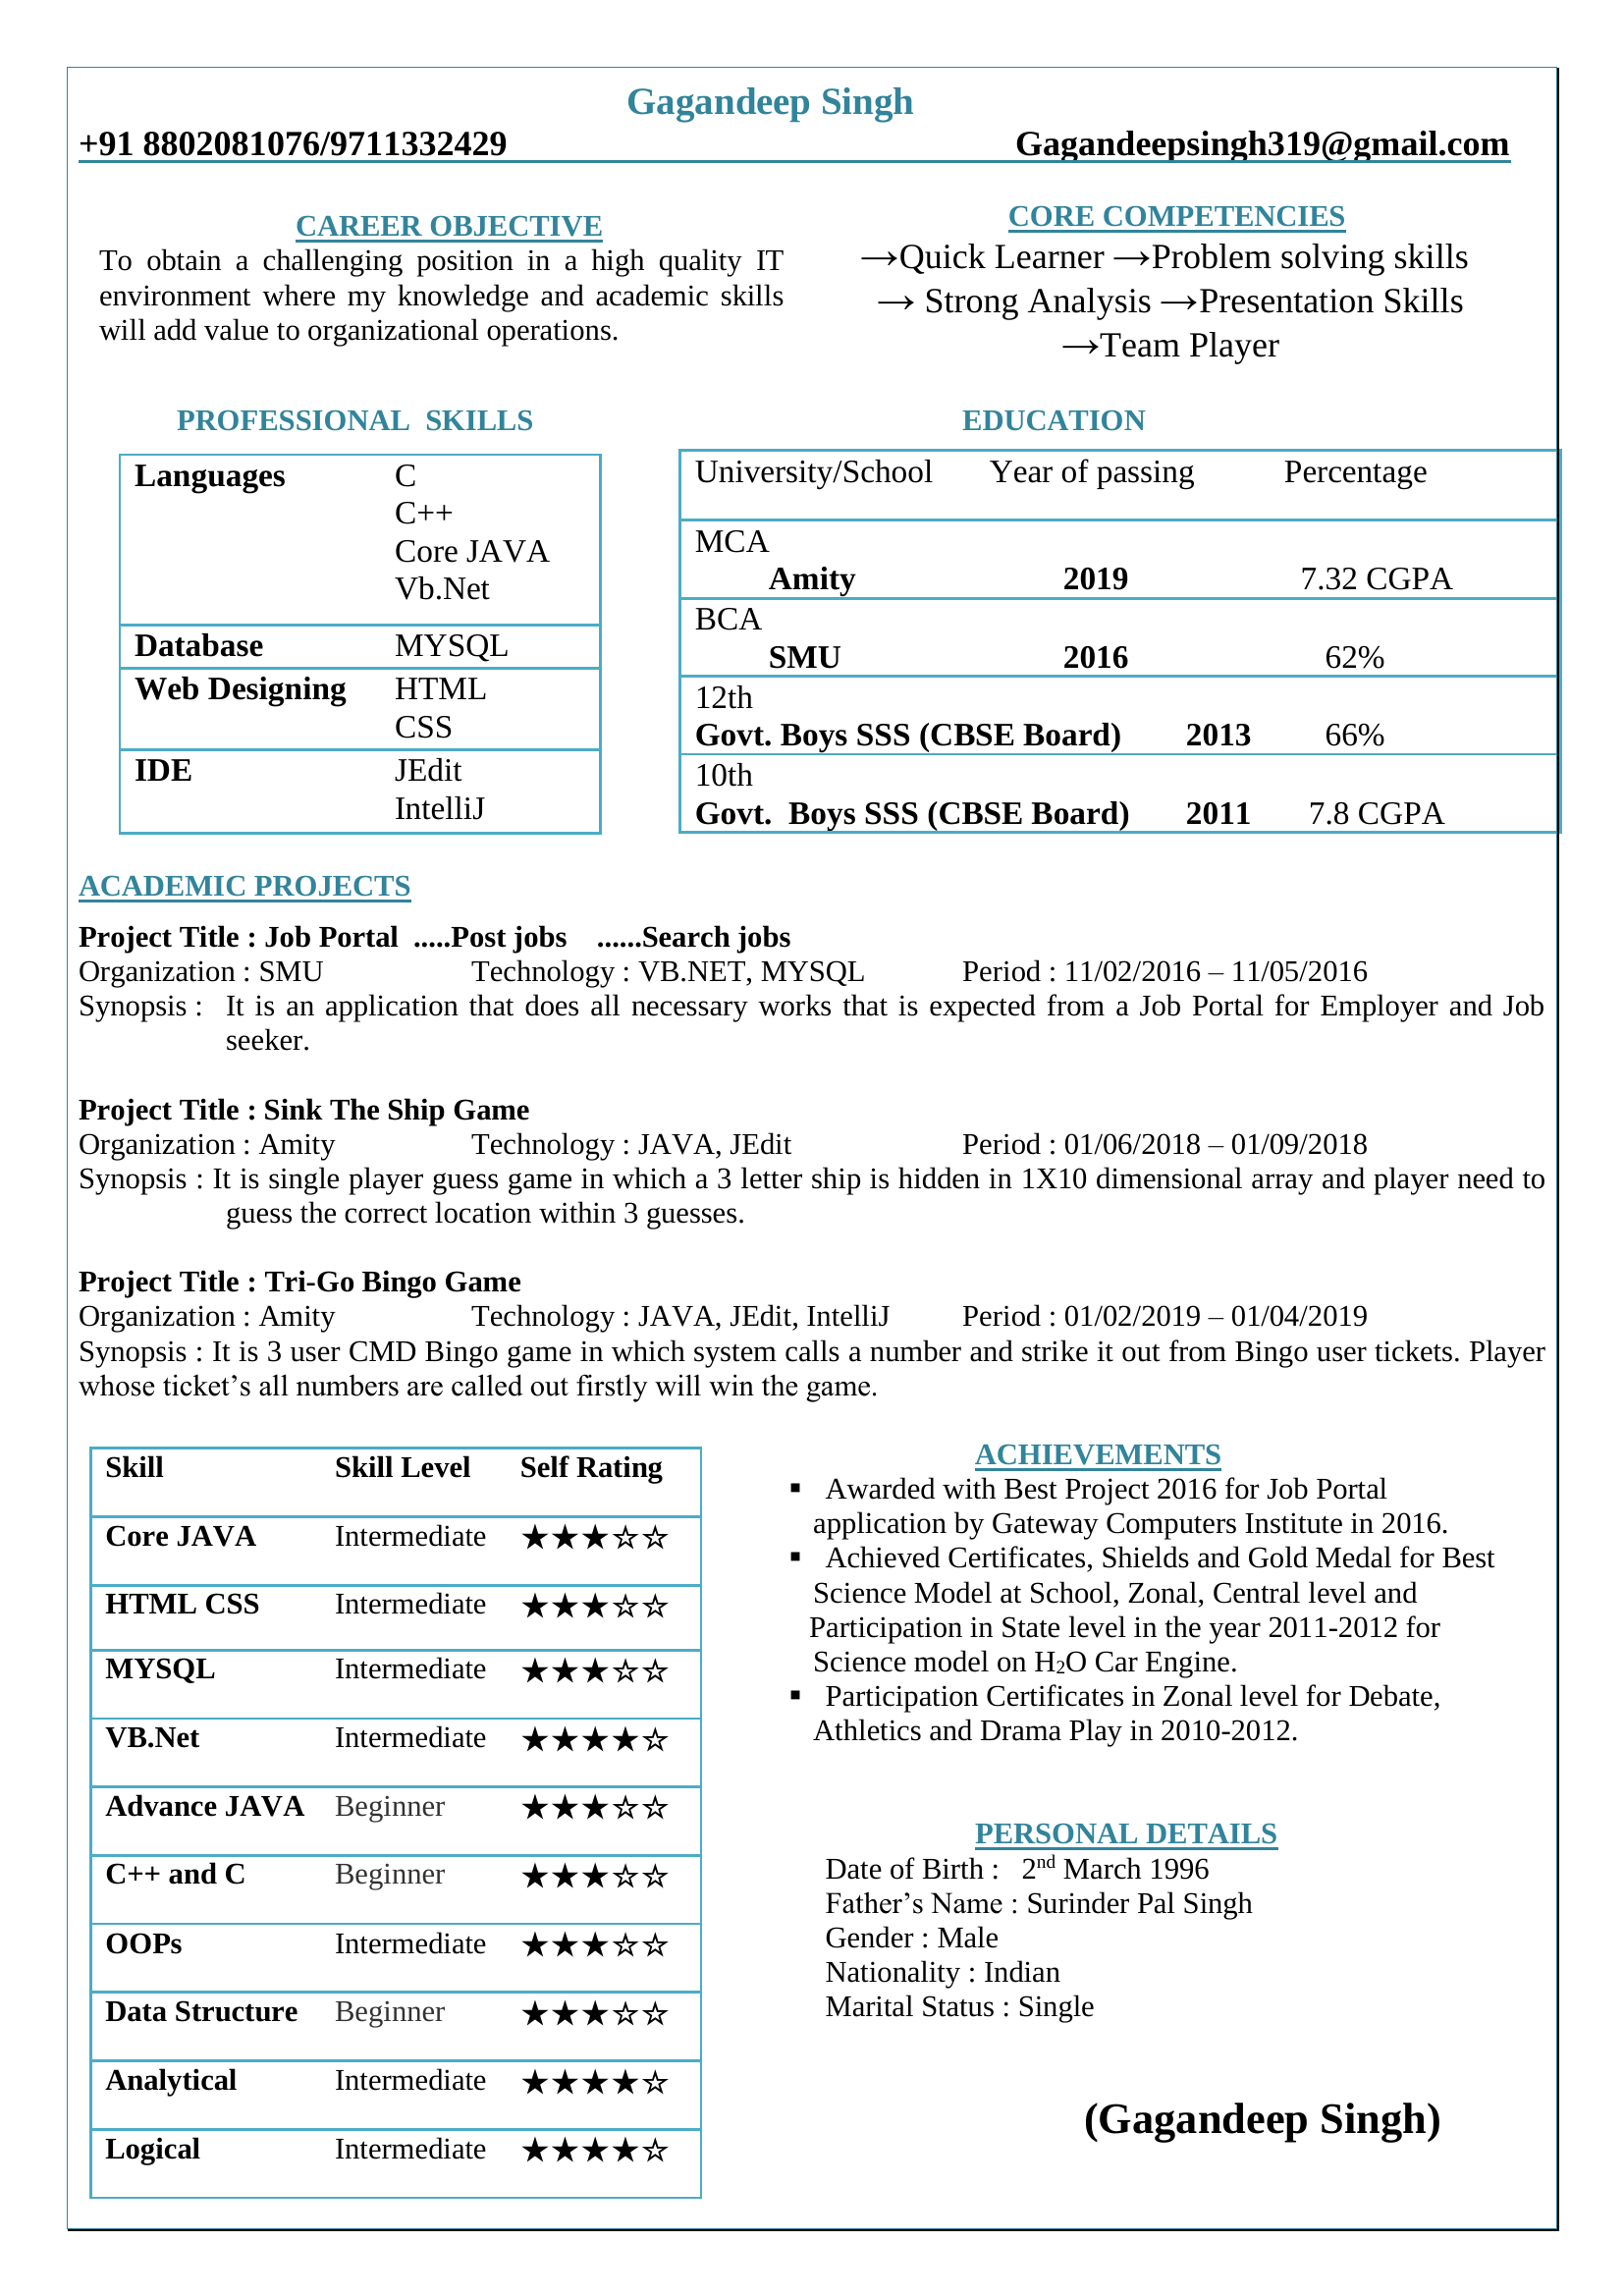 Gagandeep Singh
+91 8802081076/9711332429 Gagandeepsingh319@gmail.com
CAREER OBJECTIVE
To obtain a challenging position in a high quality IT
environment where my knowledge and academic skills
will add value to organizational operations.
CORE COMPETENCIES
→Quick Learner →Problem solving skills
→ Strong Analysis →Presentation Skills
→Team Player
PROFESSIONAL SKILLS
Languages C
C++
Core JAVA
Vb.Net
Database MYSQL
Web Designing HTML
CSS
IDE JEdit
IntelliJ
EDUCATION
University/School Year of passing Percentage
MCA
Amity 2019 7.32 CGPA
BCA
SMU 2016 62%
12th
Govt. Boys SSS (CBSE Board) 2013 66%
10th
Govt. Boys SSS (CBSE Board) 2011 7.8 CGPA
ACADEMIC PROJECTS
Project Title : Job Portal .....Post jobs ......Search jobs
Organization : SMU Technology : VB.NET, MYSQL Period : 11/02/2016 – 11/05/2016
Synopsis : It is an application that does all necessary works that is expected from a Job Portal for Employer and Job
seeker.
Project Title : Sink The Ship Game
Organization : Amity Technology : JAVA, JEdit Period : 01/06/2018 – 01/09/2018
Synopsis : It is single player guess game in which a 3 letter ship is hidden in 1X10 dimensional array and player need to
guess the correct location within 3 guesses.
Project Title : Tri-Go Bingo Game
Organization : Amity Technology : JAVA, JEdit, IntelliJ Period : 01/02/2019 – 01/04/2019
Synopsis : It is 3 user CMD Bingo game in which system calls a number and strike it out from Bingo user tickets. Player
whose ticket’s all numbers are called out firstly will win the game.
Skill Skill Level Self Rating
Core JAVA Intermediate ★★★☆☆
HTML CSS Intermediate ★★★☆☆
MYSQL Intermediate ★★★☆☆
VB.Net Intermediate ★★★★☆
Advance JAVA Beginner ★★★☆☆
C++ and C Beginner ★★★☆☆
OOPs Intermediate ★★★☆☆
Data Structure Beginner ★★★☆☆
Analytical Intermediate ★★★★☆
Logical Intermediate ★★★★☆
ACHIEVEMENTS
▪ Awarded with Best Project 2016 for Job Portal
application by Gateway Computers Institute in 2016.
▪ Achieved Certificates, Shields and Gold Medal for Best
Science Model at School, Zonal, Central level and
Participation in State level in the year 2011-2012 for
Science model on H₂O Car Engine.
▪ Participation Certificates in Zonal level for Debate,
Athletics and Drama Play in 2010-2012.
PERSONAL DETAILS
Date of Birth : 2nd March 1996
Father’s Name : Surinder Pal Singh
Gender : Male
Nationality : Indian
Marital Status : Single
(Gagandeep Singh)